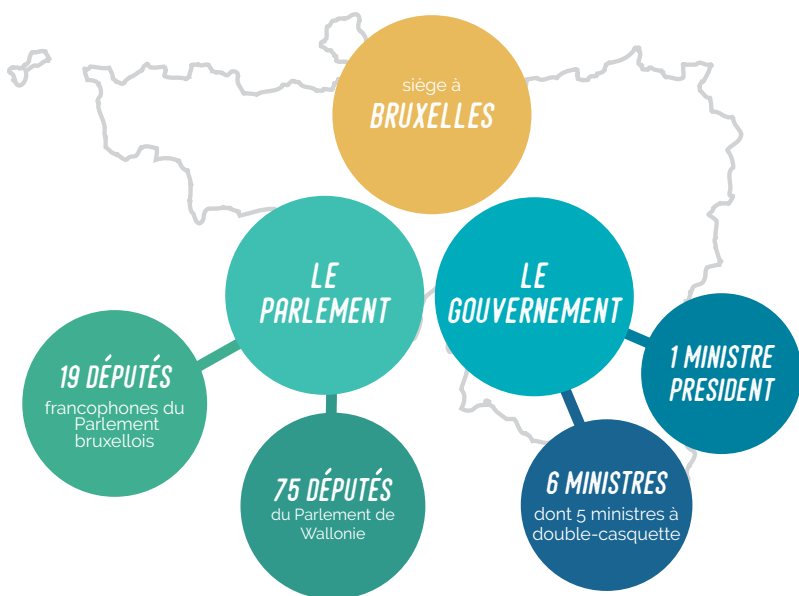 siège à
BRUXELLES
LE
PARLEMENT
LE
GOUVERNEMENT
19 DÉPUTÉS
francophones du
Parlement
bruxellois
75 DÉPUTÉS
du Parlement de
Wallonie
6 MINISTRES
dont 5 ministres à
double-casquette
1 MINISTRE
PRESIDENT